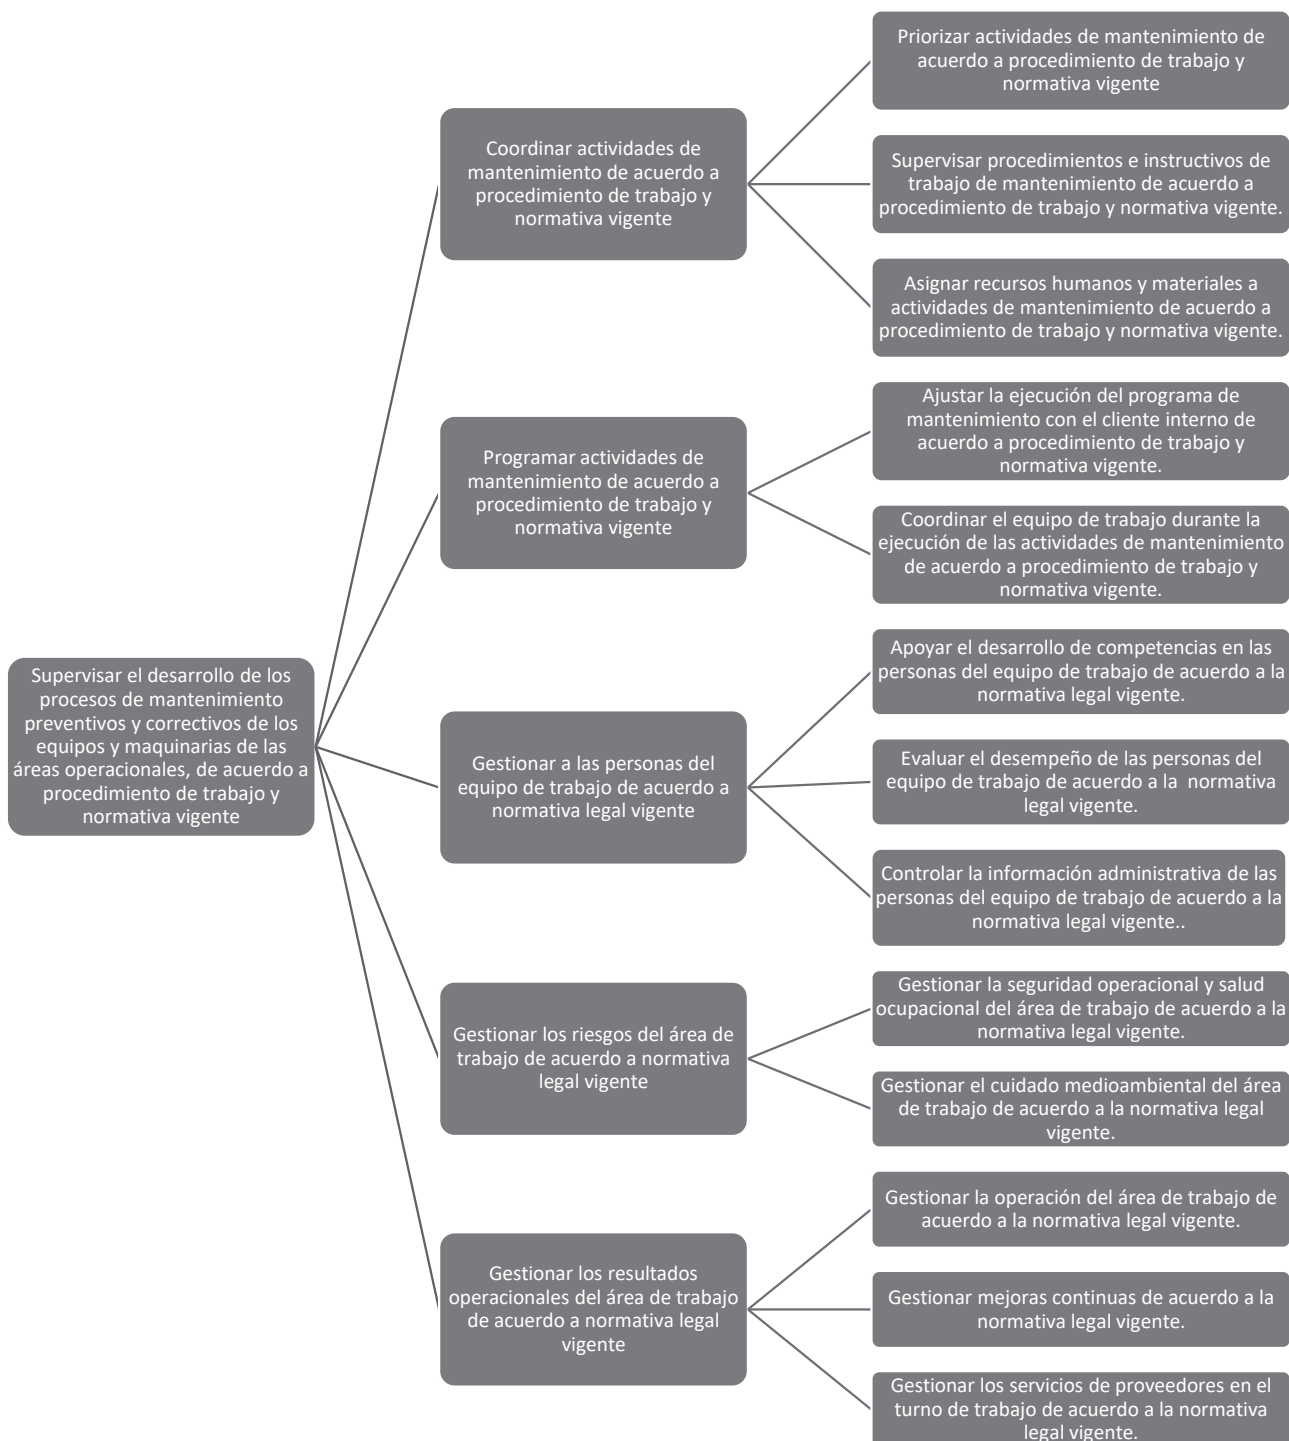 Supervisar el desarrollo de los
procesos de mantenimiento
preventivos y correctivos de los
equipos y maquinarias de las
áreas operacionales, de acuerdo a
procedimiento de trabajo y
normativa vigente
Coordinar actividades de
mantenimiento de acuerdo a
procedimiento de trabajo y
normativa vigente
Priorizar actividades de mantenimiento de
acuerdo a procedimiento de trabajo y
normativa vigente
Supervisar procedimientos e instructivos de
trabajo de mantenimiento de acuerdo a
procedimiento de trabajo y normativa vigente.
Asignar recursos humanos y materiales a
actividades de mantenimiento de acuerdo a
procedimiento de trabajo y normativa vigente.
Programar actividades de
mantenimiento de acuerdo a
procedimiento de trabajo y
normativa vigente
Ajustar la ejecución del programa de
mantenimiento con el cliente interno de
acuerdo a procedimiento de trabajo y
normativa vigente.
Coordinar el equipo de trabajo durante la
ejecución de las actividades de mantenimiento
de acuerdo a procedimiento de trabajo y
normativa vigente.
Gestionar a las personas del
equipo de trabajo de acuerdo a
normativa legal vigente
Apoyar el desarrollo de competencias en las
personas del equipo de trabajo de acuerdo a la
normativa legal vigente.
Evaluar el desempeño de las personas del
equipo de trabajo de acuerdo a la  normativa
legal vigente.
Controlar la información administrativa de las
personas del equipo de trabajo de acuerdo a la
normativa legal vigente..
Gestionar los riesgos del área de
trabajo de acuerdo a normativa
legal vigente
Gestionar la seguridad operacional y salud
ocupacional del área de trabajo de acuerdo a la
normativa legal vigente.
Gestionar el cuidado medioambiental del área
de trabajo de acuerdo a la normativa legal
vigente.
Gestionar los resultados
operacionales del área de trabajo
de acuerdo a normativa legal
vigente
Gestionar la operación del área de trabajo de
acuerdo a la normativa legal vigente.
Gestionar mejoras continuas de acuerdo a la
normativa legal vigente.
Gestionar los servicios de proveedores en el
turno de trabajo de acuerdo a la normativa
legal vigente.